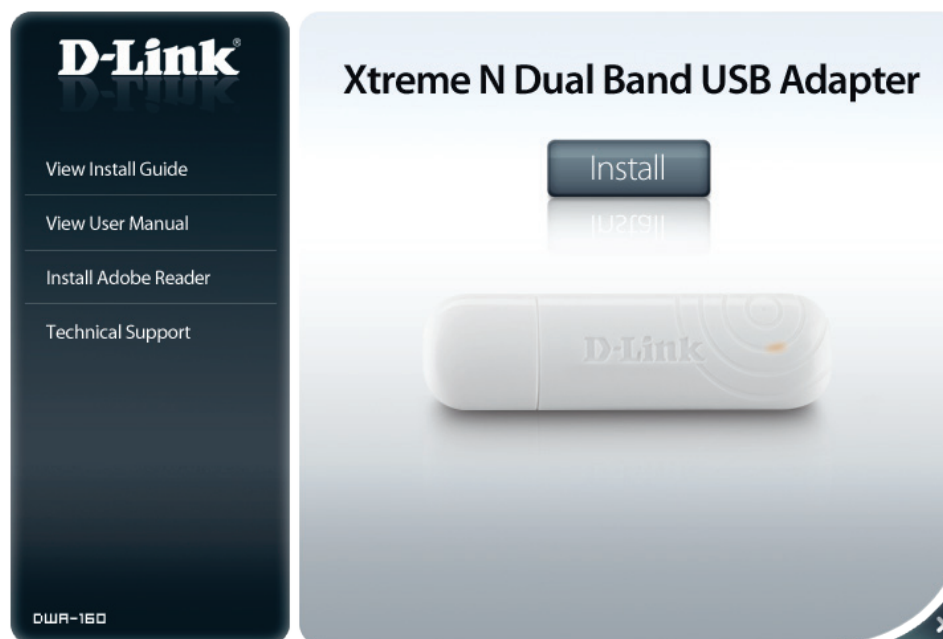 D-Link®
View Install Guide
View User Manual
Install Adobe Reader
Technical Support
DWA-160
Xtreme N Dual Band USB Adapter
Install
D-Link